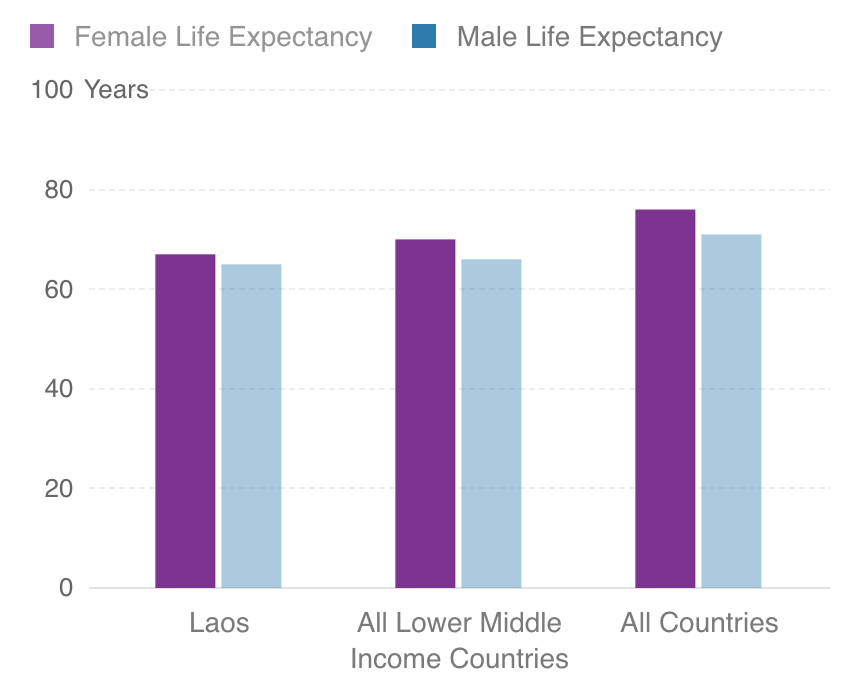 Female Life Expectancy Male Life Expectancy
100 Years
80
60
40
20
0
Laos All Lower Middle All Countries
Income Countries